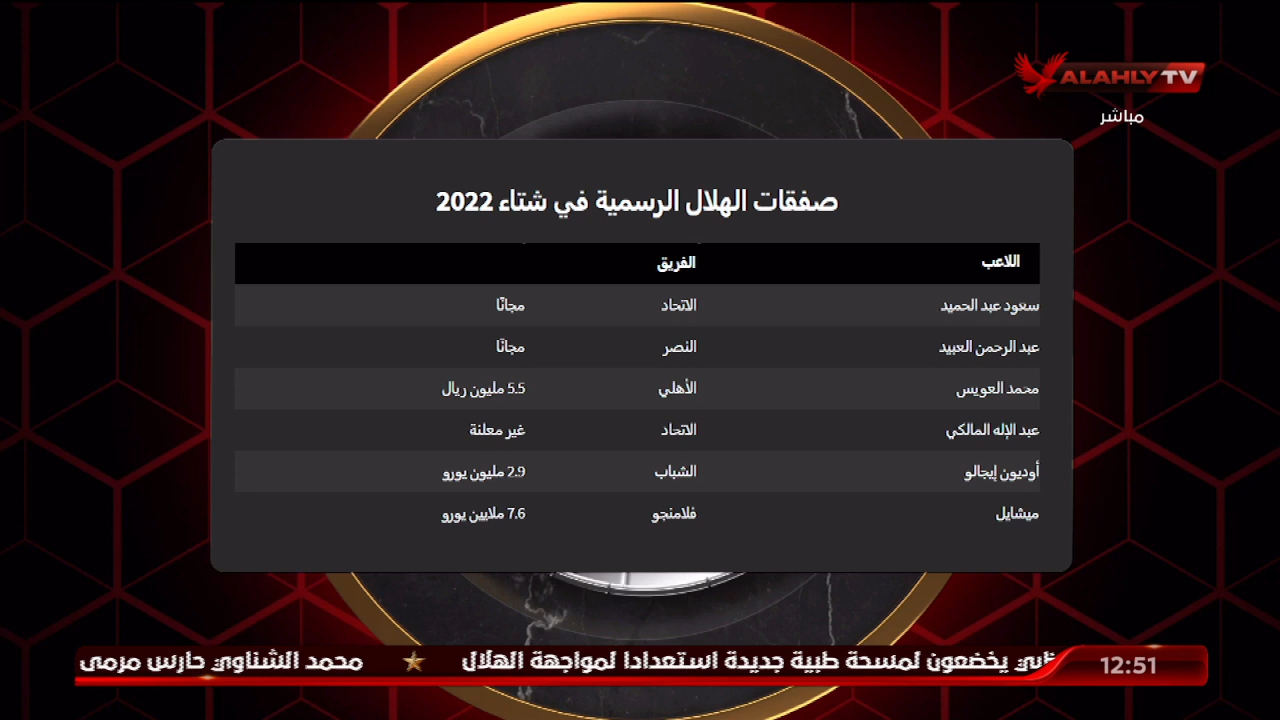 ALAHLY TV
مباشر
صفقات الهلال الرسمية في شتاء 2022
اللاعب الفريق
سعود عبد الحميد الاتحاد مجانًا
عبد الرحمن العبيد النصر مجانًا
محمد العويس الأهلي 5.5 مليون ريال
عبد الإله المالكي الاتحاد غير معلنة
أوديون إيجالو الشباب 2.9 مليون يورو
ميشايل فلامنجو 7.6 ملايين يورو
يخضعون لمسحة طبية جديدة استعدادا لمواجهة الهلال محمد الشناوي حارس مرمى
12:51